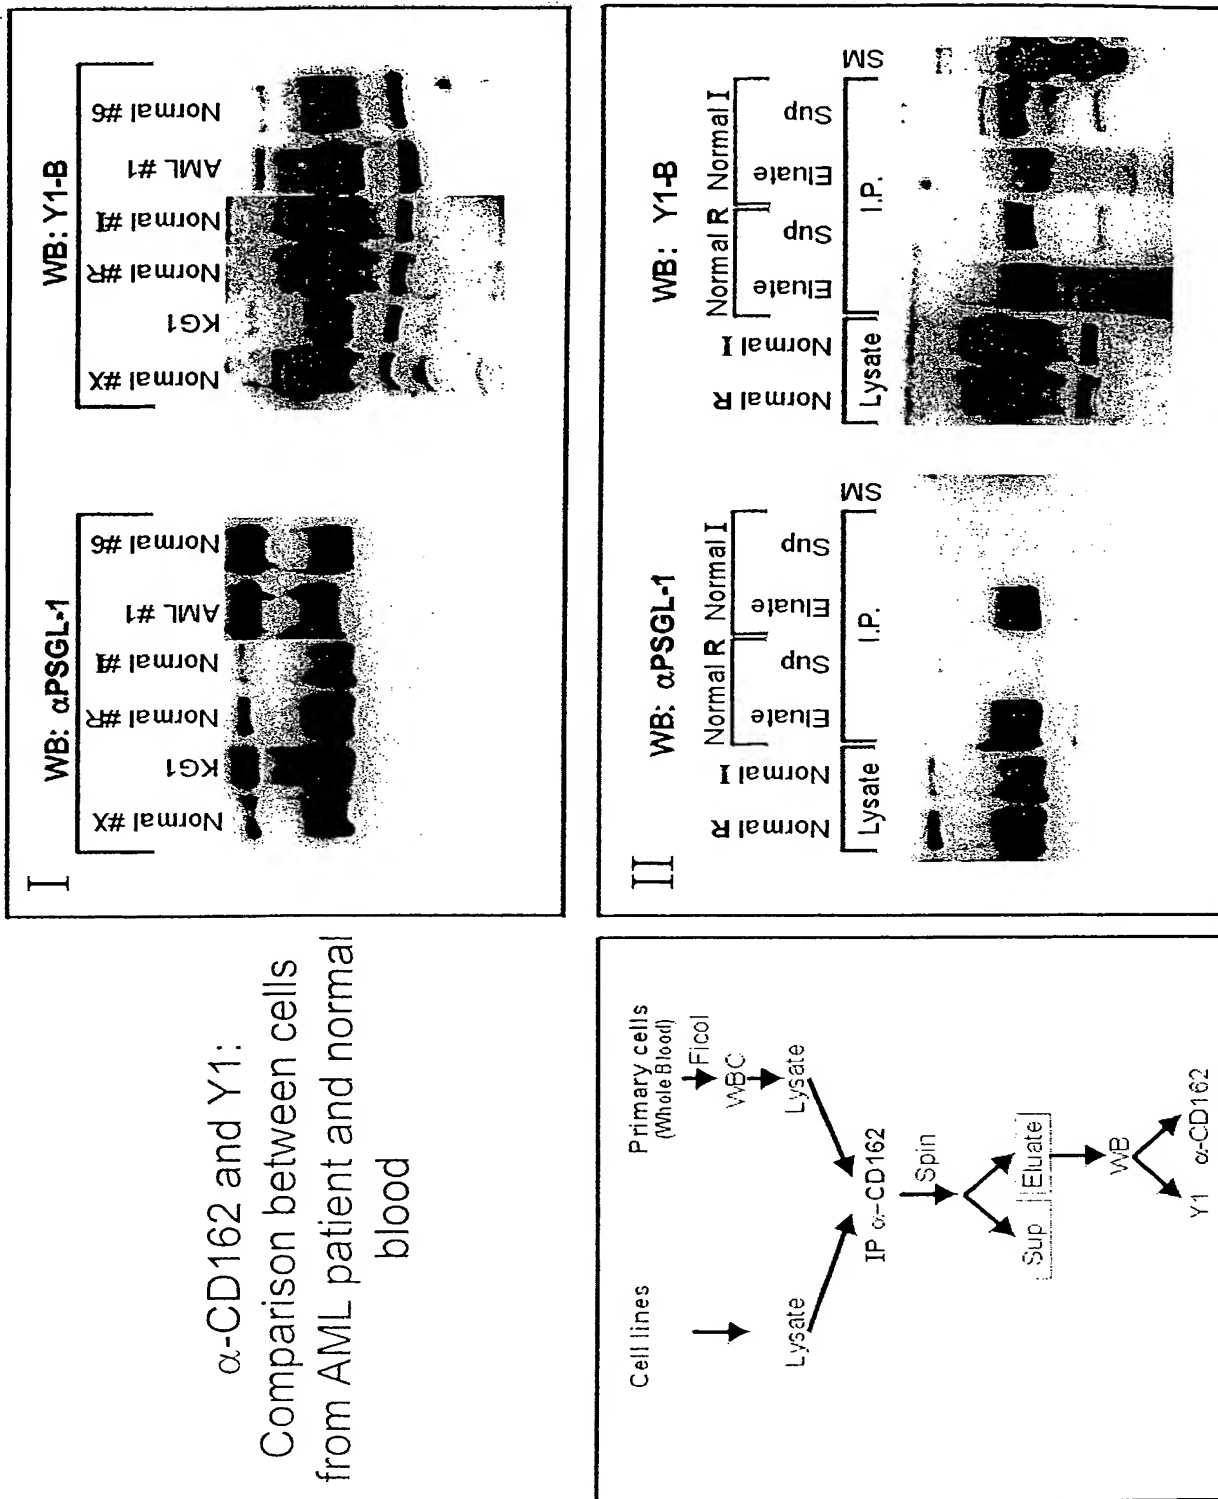 α-CD162 and Y1:
Comparison between cells
from AML patient and normal
blood
I
WB: αPSGL-1
Normal #X
KG1
Normal #R
Normal #I
AML #1
Normal #6
WB: Y1-B
Normal #X
KG1
Normal #R
Normal #I
AML #1
Normal #6
Cell lines
Lysate
Primary cells
(Whole Blood)
Ficol
WBC
Lysate
IP α-CD162
Spin
Sup
Eluate
WB
Y1
α-CD162
II
WB: αPSGL-1
Normal R Normal I
Normal R
Normal I
Eluate
Sup
Eluate
Sup
SM
Lysate
I.P.
WB: Y1-B
Normal R Normal I
Normal R
Normal I
Eluate
Sup
Eluate
Sup
SM
Lysate
I.P.